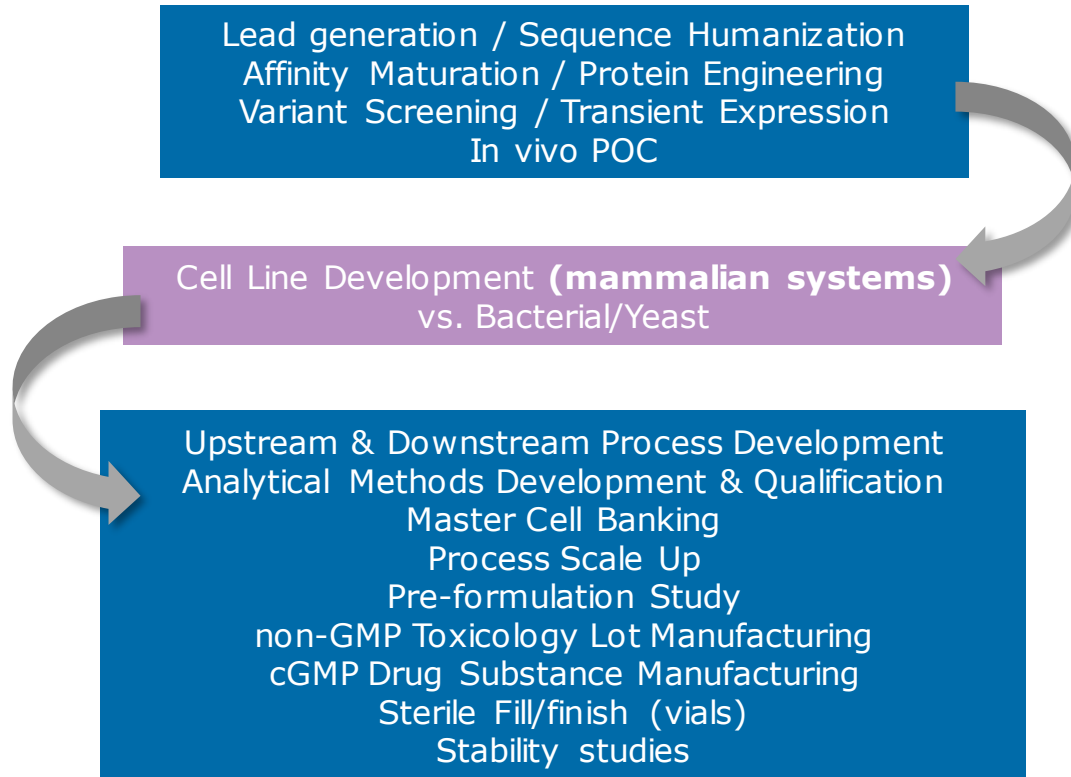 Lead generation / Sequence Humanization
Affinity Maturation / Protein Engineering
Variant Screening / Transient Expression
In vivo POC
Cell Line Development (mammalian systems)
vs. Bacterial/Yeast
Upstream & Downstream Process Development
Analytical Methods Development & Qualification
Master Cell Banking
Process Scale Up
Pre-formulation Study
non-GMP Toxicology Lot Manufacturing
cGMP Drug Substance Manufacturing
Sterile Fill/finish (vials)
Stability studies